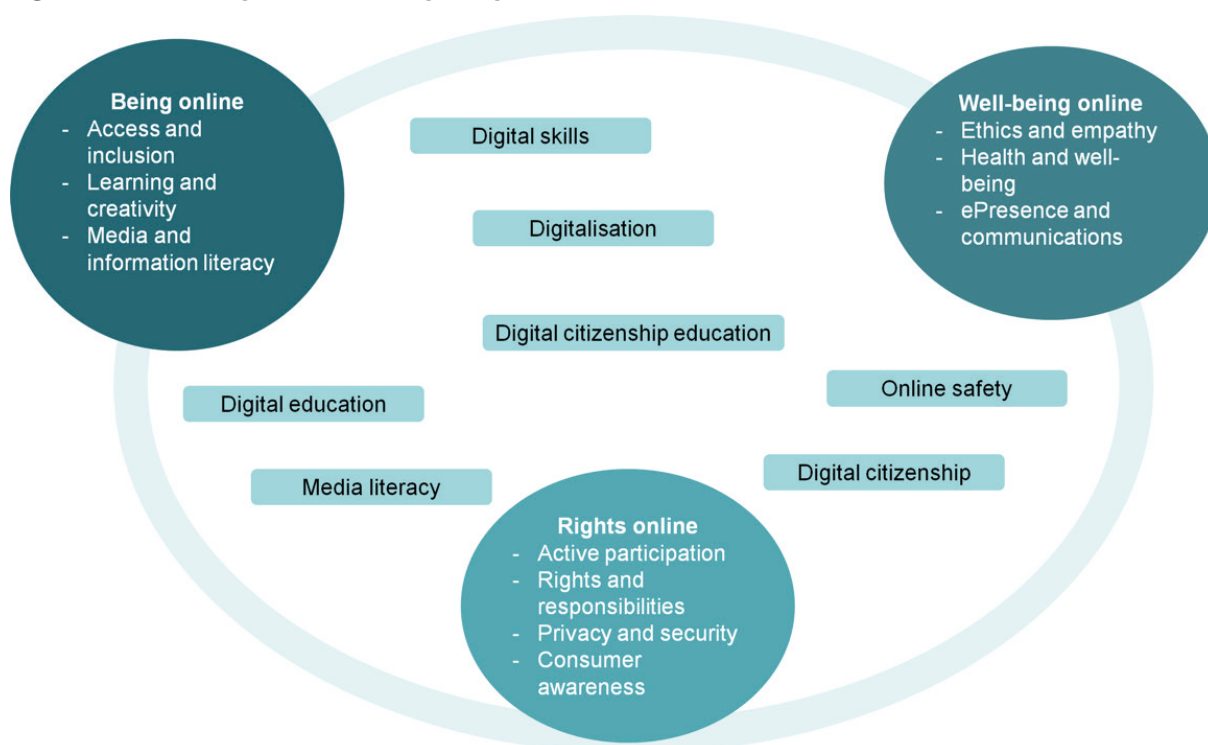 Being online
- Access and
inclusion
- Learning and
creativity
- Media and
information literacy
Well-being online
- Ethics and empathy
- Health and well-
being
- ePresence and
communications
Digital skills
Digitalisation
Digital citizenship education
Digital education
Online safety
Media literacy
Digital citizenship
Rights online
- Active participation
- Rights and
responsibilities
- Privacy and security
- Consumer
awareness